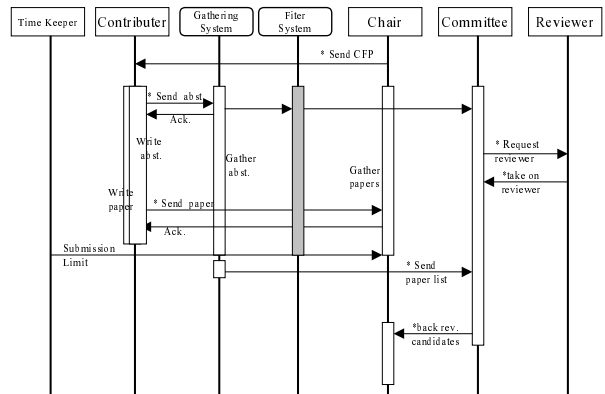 Time Keeper
Contributer
Gathering
System
Fiter
System
Chair
Committee
Reviewer
* Send CFP
* Send abst
Ack.
Write
abst.
Gather
abst.
Gather
papers
* Request
reviewer
*take on
reviewer
Write
paper
* Send paper
Ack.
Submission
Limit
* Send
paper list
*back rev.
candidates